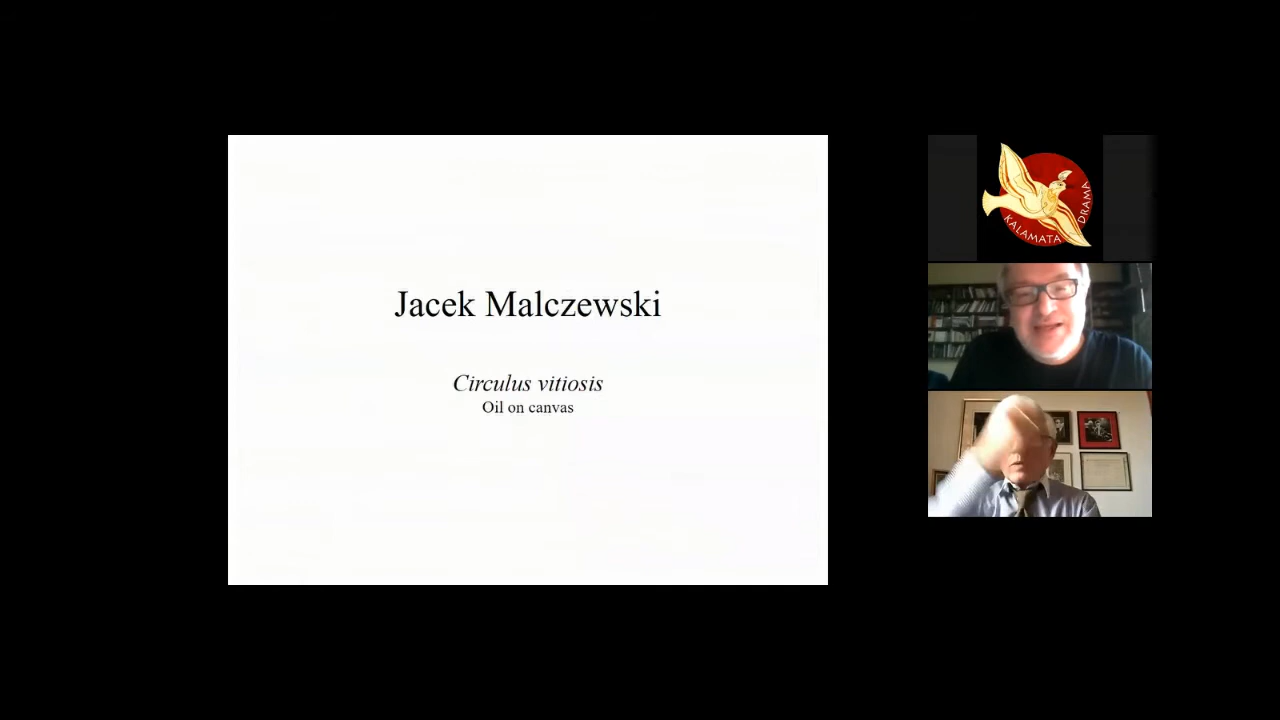 Jacek Malczewski
Circulus vitiosis
Oil on canvas
KALAMATA DRAMA